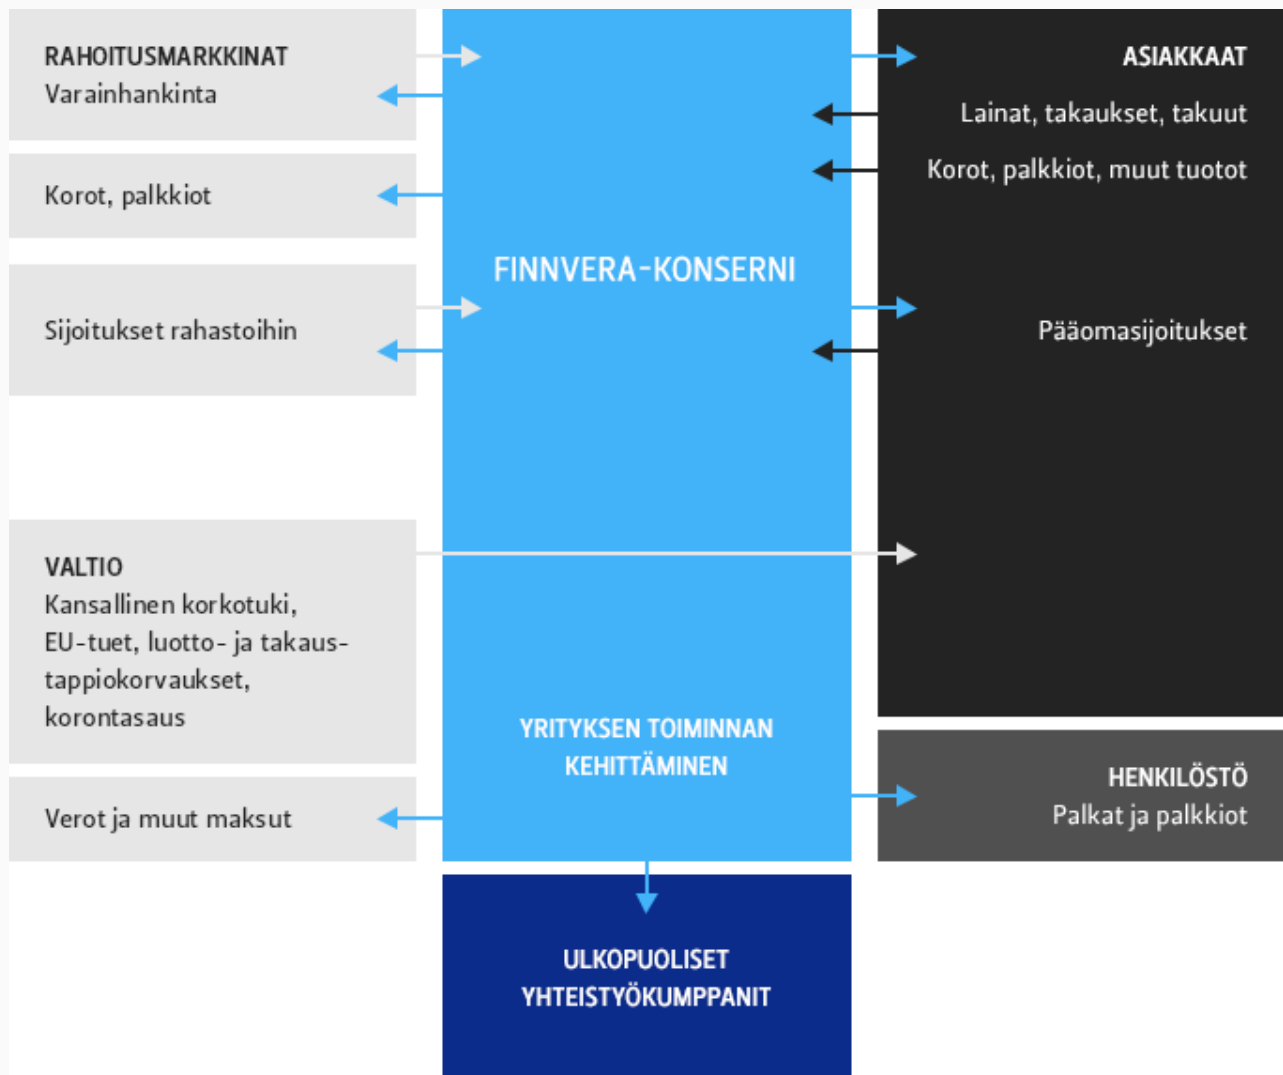 RAHOITUSMARKKINAT
Varainhankinta
Korot, palkkiot
Sijoitukset rahastoihin
VALTIO
Kansallinen korkotuki,
EU-tuet, luotto- ja takaus-
tappiokorvaukset,
korontasaus
Verot ja muut maksut
FINNVERA-KONSERNI
YRITYKSEN TOIMINNAN
KEHITTÄMINEN
ULKOPUOLISET
YHTEISTYÖKUMPPANIT
ASIAKKAAT
Lainat, takaukset, takuut
Korot, palkkiot, muut tuotot
Pääomasijoitukset
HENKILÖSTÖ
Palkat ja palkkiot